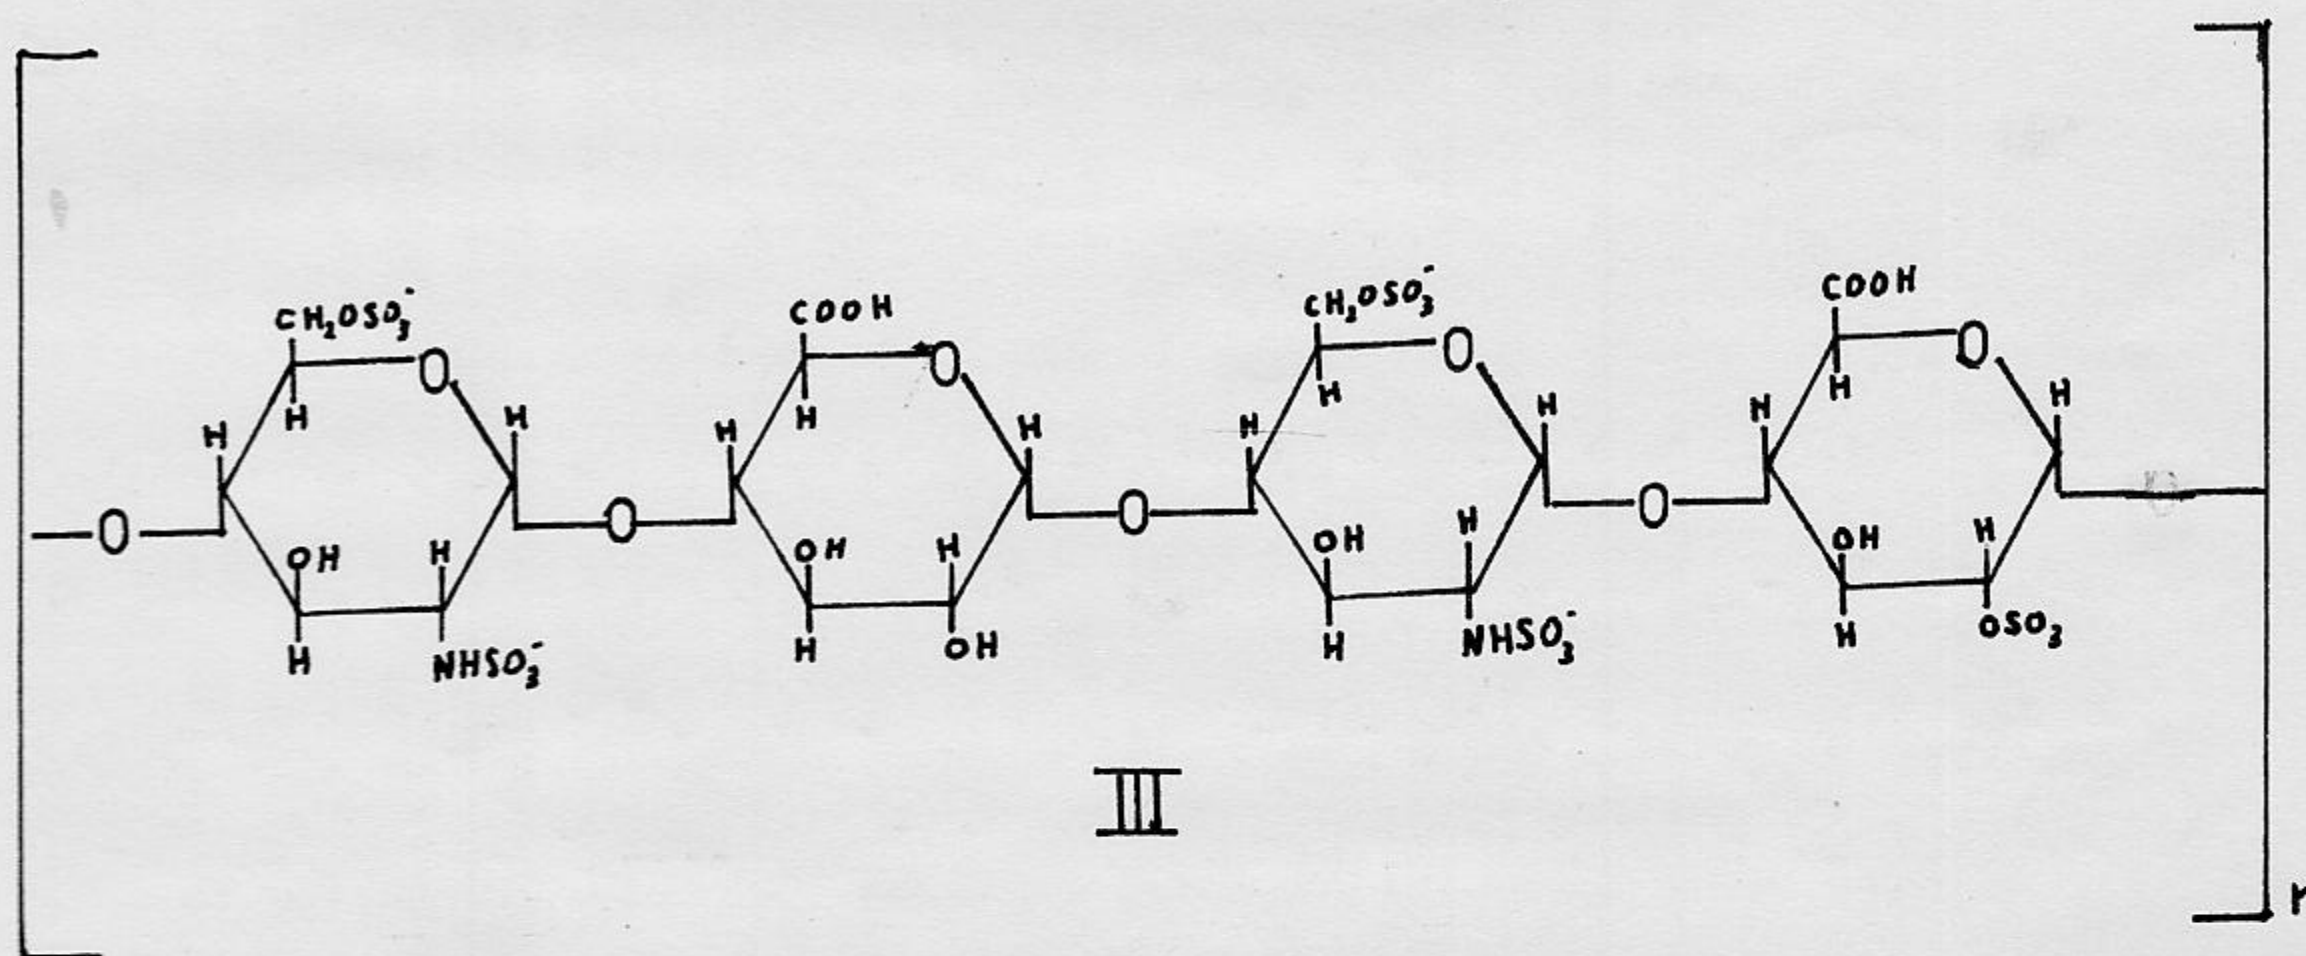 CH₂OSO₃⁻ COOH CH₂OSO₃⁻ COOH
O O O O
H H H H
H H H H H H H H
O O O O
OH H OH H OH H OH H
H NHSO₃⁻ H OH H NHSO₃⁻ H OSO₃
III